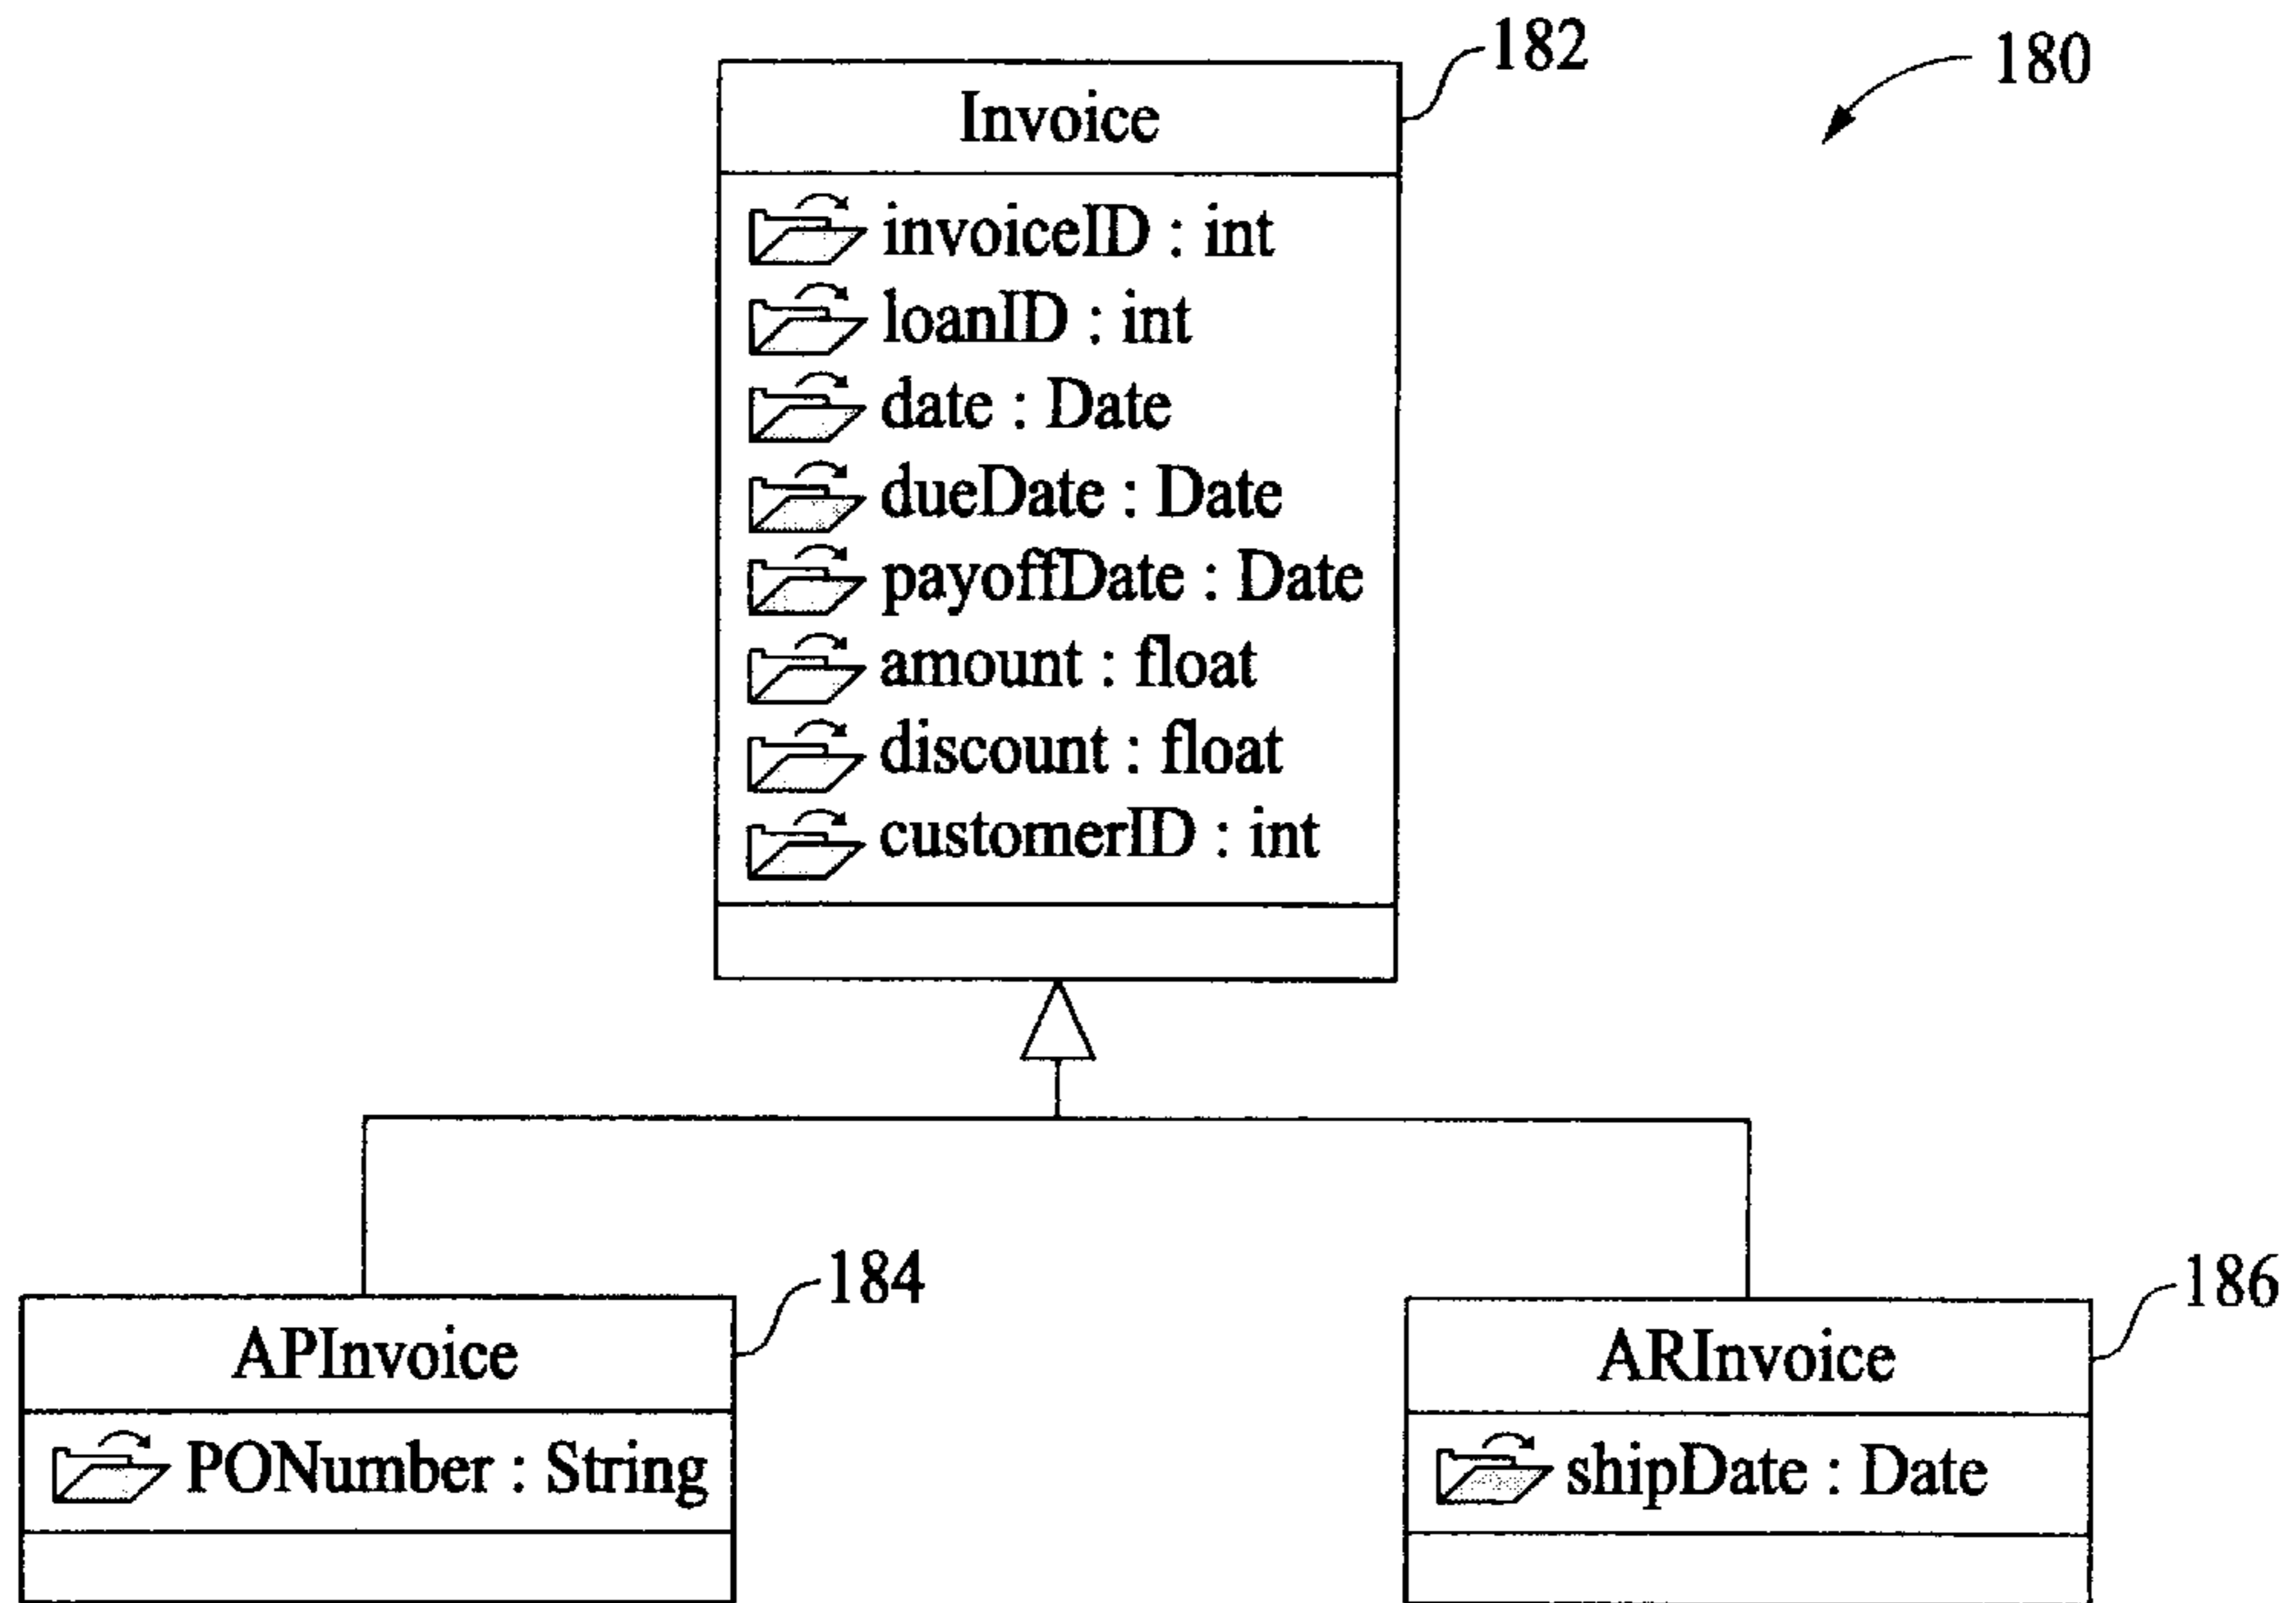 182
180
Invoice
invoiceID : int
loanID : int
date : Date
dueDate : Date
payoffDate : Date
amount : float
discount : float
customerID : int
184
186
APInvoice
ARInvoice
PONumber : String
shipDate : Date